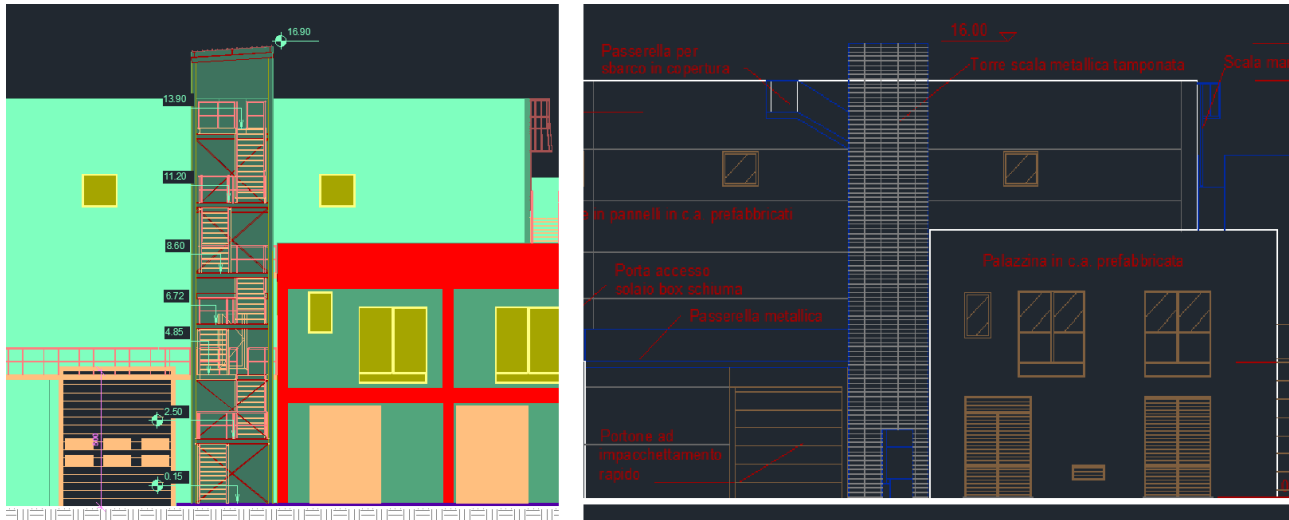 16.90
13.90
11.20
8.60
6.72
4.85
2.50
0.15
16.00
Passerella per
sbarco in copertura
Torre scala metallica tamponata
Scala mar
e in pannelli in c.a. prefabbricati
Porta accesso
solaio box schiuma
Passerella metallica
Palazzina in c.a. prefabbricata
Portone ad
impacchettamento
rapido